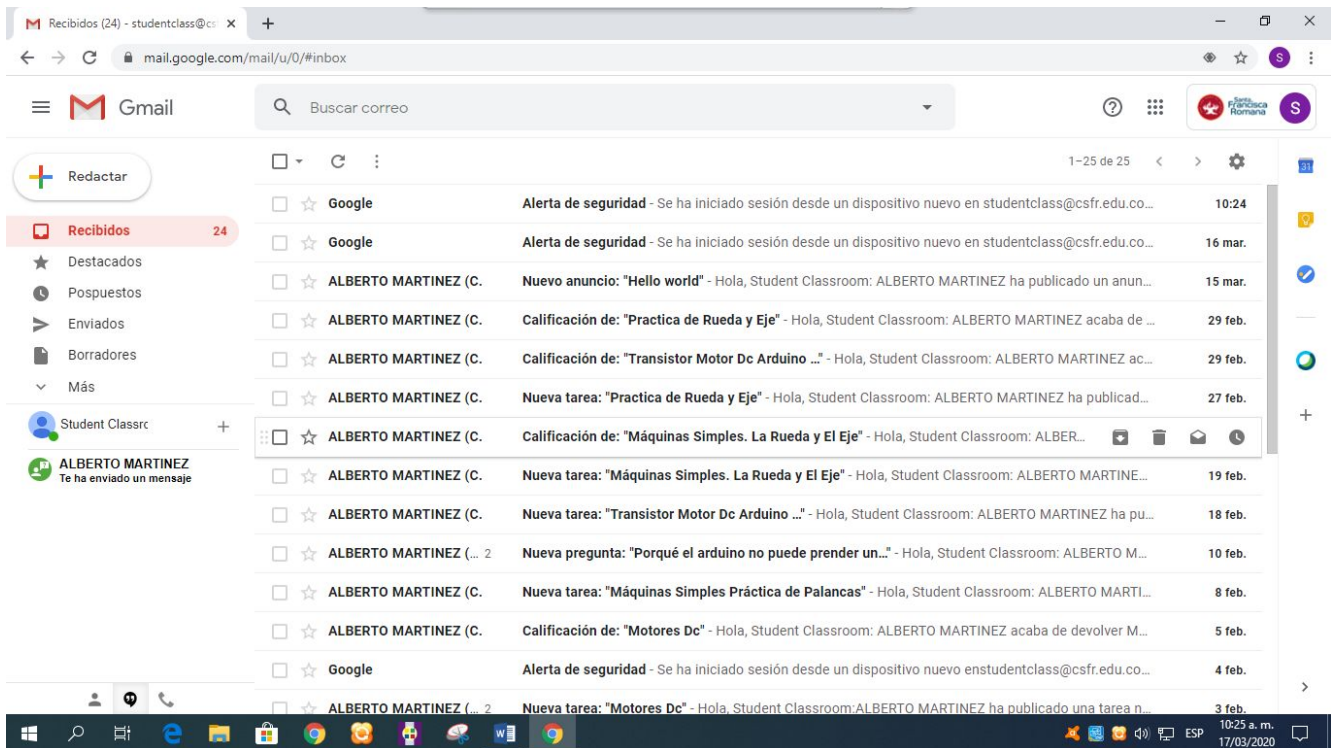 Recibidos (24) - studentclass@cs
mail.google.com/mail/u/0/#inbox
S
Gmail
Buscar correo
Santa
Francisca
Romana
S
Redactar
1–25 de 25
31
Recibidos 24
Destacados
Pospuestos
Enviados
Borradores
Más
Student Classro
ALBERTO MARTINEZ
Te ha enviado un mensaje
Google Alerta de seguridad - Se ha iniciado sesión desde un dispositivo nuevo en studentclass@csfr.edu.co... 10:24
Google Alerta de seguridad - Se ha iniciado sesión desde un dispositivo nuevo en studentclass@csfr.edu.co... 16 mar.
ALBERTO MARTINEZ (C. Nuevo anuncio: "Hello world" - Hola, Student Classroom: ALBERTO MARTINEZ ha publicado un anun... 15 mar.
ALBERTO MARTINEZ (C. Calificación de: "Practica de Rueda y Eje" - Hola, Student Classroom: ALBERTO MARTINEZ acaba de ... 29 feb.
ALBERTO MARTINEZ (C. Calificación de: "Transistor Motor Dc Arduino ..." - Hola, Student Classroom: ALBERTO MARTINEZ ac... 29 feb.
ALBERTO MARTINEZ (C. Nueva tarea: "Practica de Rueda y Eje" - Hola, Student Classroom: ALBERTO MARTINEZ ha publicad... 27 feb.
ALBERTO MARTINEZ (C. Calificación de: "Máquinas Simples. La Rueda y El Eje" - Hola, Student Classroom: ALBER...
ALBERTO MARTINEZ (C. Nueva tarea: "Máquinas Simples. La Rueda y El Eje" - Hola, Student Classroom: ALBERTO MARTINE... 19 feb.
ALBERTO MARTINEZ (C. Nueva tarea: "Transistor Motor Dc Arduino ..." - Hola, Student Classroom: ALBERTO MARTINEZ ha pu... 18 feb.
ALBERTO MARTINEZ (... 2 Nueva pregunta: "Porqué el arduino no puede prender un..." - Hola, Student Classroom: ALBERTO M... 10 feb.
ALBERTO MARTINEZ (C. Nueva tarea: "Máquinas Simples Práctica de Palancas" - Hola, Student Classroom: ALBERTO MARTI... 8 feb.
ALBERTO MARTINEZ (C. Calificación de: "Motores Dc" - Hola, Student Classroom: ALBERTO MARTINEZ acaba de devolver M... 5 feb.
Google Alerta de seguridad - Se ha iniciado sesión desde un dispositivo nuevo enstudentclass@csfr.edu.co... 4 feb.
ALBERTO MARTINEZ (... 2 Nueva tarea: "Motores Dc" - Hola, Student Classroom:ALBERTO MARTINEZ ha publicado una tarea n... 3 feb.
ESP
10:25 a. m.
17/03/2020